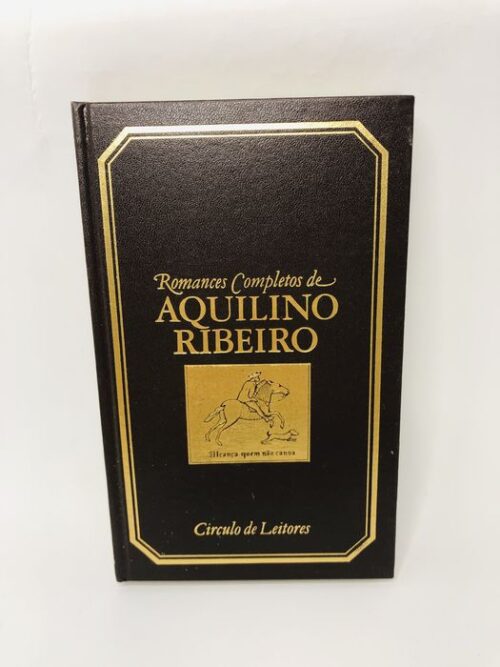 Romances Completos de
AQUILINO
RIBEIRO
Alcança quem não cansa
Círculo de Leitores